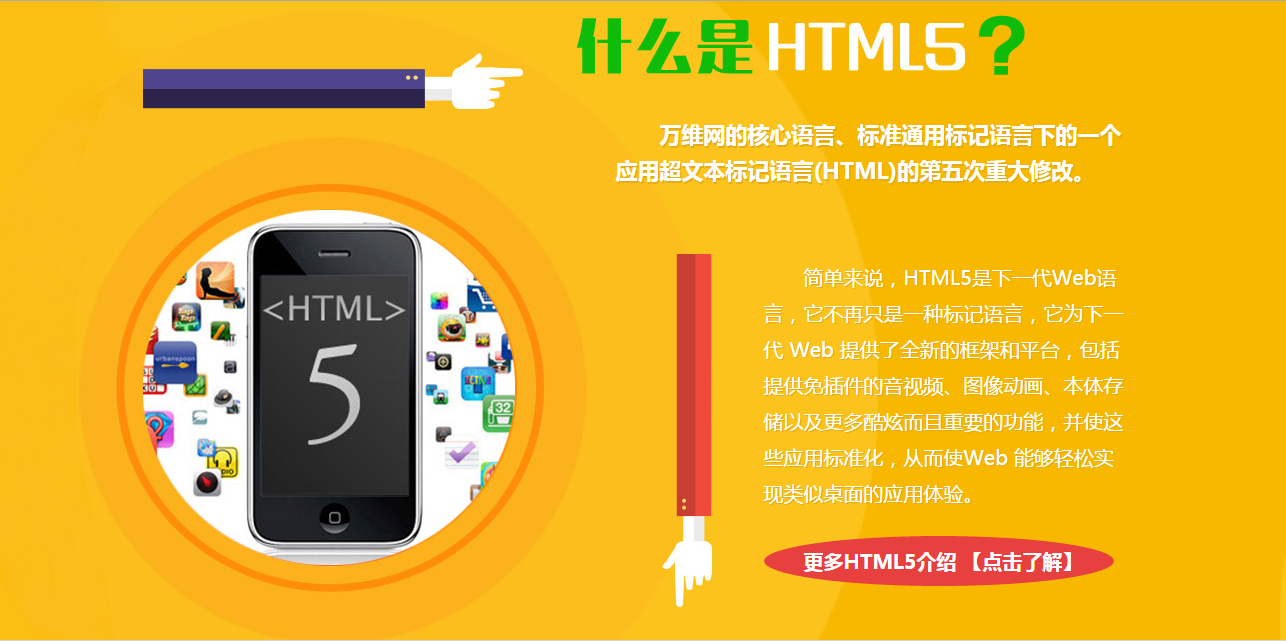 什么是HTML5？
万维网的核心语言、标准通用标记语言下的一个
应用超文本标记语言(HTML)的第五次重大修改。
<HTML>
5
urbanspoon
32
简单来说，HTML5是下一代Web语
言，它不再只是一种标记语言，它为下一
代 Web 提供了全新的框架和平台，包括
提供免插件的音视频、图像动画、本体存
储以及更多酷炫而且重要的功能，并使这
些应用标准化，从而使Web 能够轻松实
现类似桌面的应用体验。
更多HTML5介绍 【点击了解】